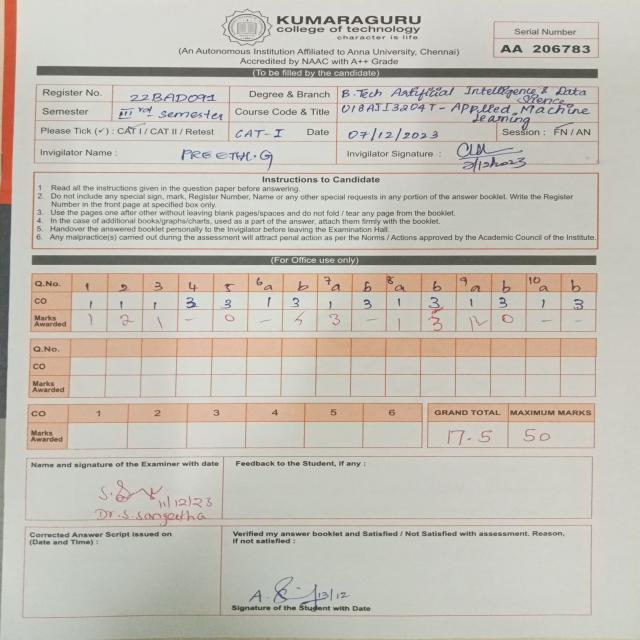 KUMARAGURU
college of technology
character is life
Serial Number
AA 206783
(An Autonomous Institution Affiliated to Anna University, Chennai)
Accredited by NAAC with A++ Grade
(To be filled by the candidate)
Register No. 22BAD091 Degree & Branch B.Tech Artificial Intelligence & Data Science
Semester IIIrd semester Course Code & Title U18AII3204T - Applied Machine Learning
Please Tick (✓) : CAT I / CAT II / Retest CAT-I Date 07/12/2023 Session : FN / AN
Invigilator Name : PREETHI.G Invigilator Signature :
Instructions to Candidate
1 Read all the instructions given in the question paper before answering.
2 Do not include any special sign, mark, Register Number, Name or any other special requests in any portion of the answer booklet. Write the Register
Number in the front page at specified box only.
3 Use the pages one after other without leaving blank pages/spaces and do not fold / tear any page from the booklet.
4 In the case of additional books/graphs/charts, used as a part of the answer, attach them firmly with the booklet.
5 Handover the answered booklet personally to the Invigilator before leaving the Examination Hall.
6 Any malpractice(s) carried out during the assessment will attract penal action as per the Norms / Actions approved by the Academic Council of the Institute.
(For Office use only)
Q.No. 1 2 3 4 5 6a b 7a b 8a b 9a b 10a b
CO 1 1 1 3 3 1 3 1 3 1 3 1 3 1 3
Marks Awarded 1 2 1 - 0 - 3 - 1 0 - -
Q.No.
CO
Marks Awarded
CO 1 2 3 4 5 6 GRAND TOTAL MAXIMUM MARKS
Marks Awarded 17.5 50
Name and signature of the Examiner with date
Feedback to the Student, if any :
11/12/23
Dr.S.Sangeetha
Corrected Answer Script issued on
(Date and Time) :
Verified my answer booklet and Satisfied / Not Satisfied with assessment. Reason,
if not satisfied :
13/12
Signature of the Student with Date